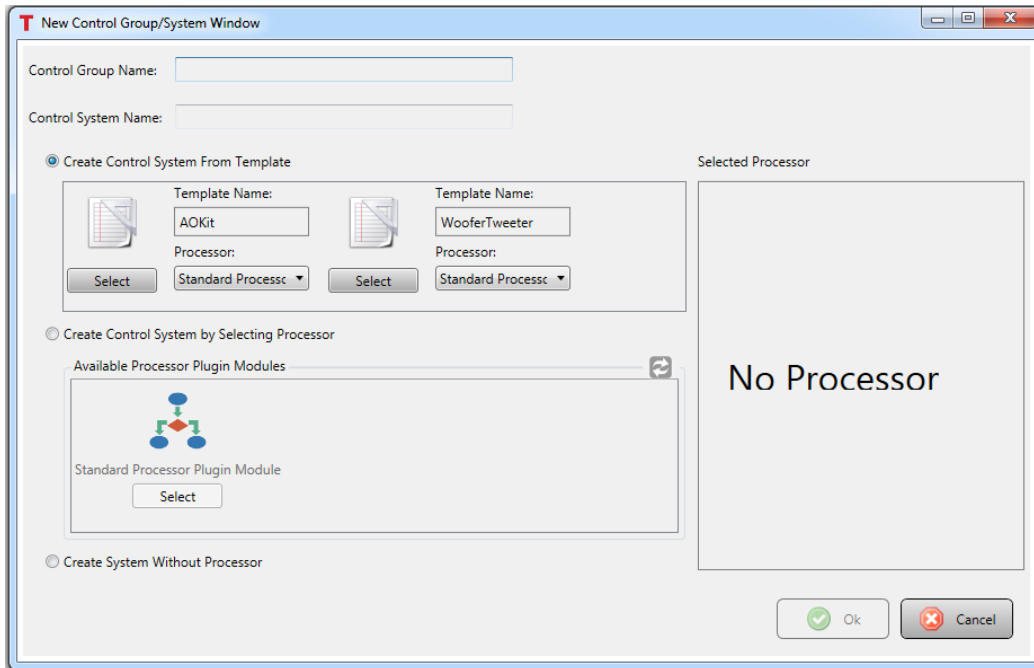 New Control Group/System Window
Control Group Name:
Control System Name:
Create Control System From Template
Selected Processor
Template Name:
AOKit
Processor:
Standard Processc
Select
Template Name:
WooferTweeter
Processor:
Standard Processc
Select
Create Control System by Selecting Processor
Available Processor Plugin Modules
Standard Processor Plugin Module
Select
No Processor
Create System Without Processor
Ok
Cancel